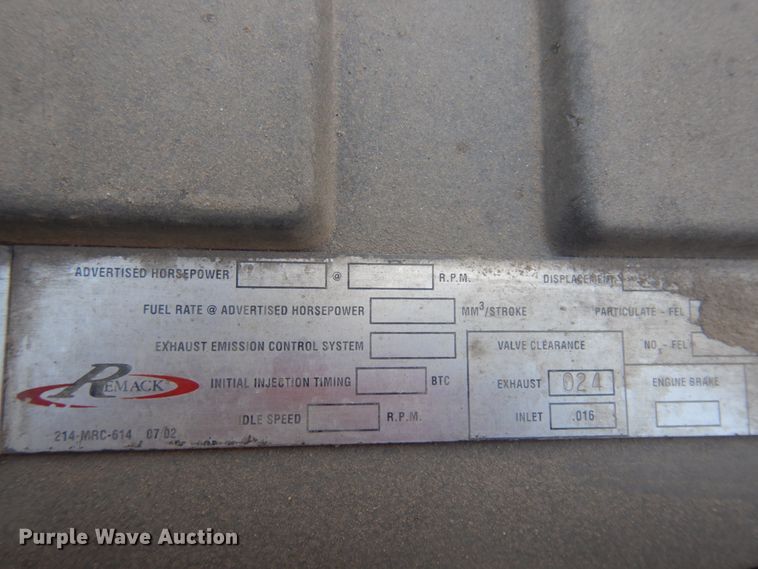 ADVERTISED HORSEPOWER @ R.P.M. DISPLACEMENT
FUEL RATE @ ADVERTISED HORSEPOWER MM³/STROKE PARTICULATE - FEL
EXHAUST EMISSION CONTROL SYSTEM VALVE CLEARANCE NOx - FEL
REMACK INITIAL INJECTION TIMING BTC EXHAUST 024 ENGINE BRAKE
IDLE SPEED R.P.M. INLET .016
214-MRC-614 07/02
Purple Wave Auction